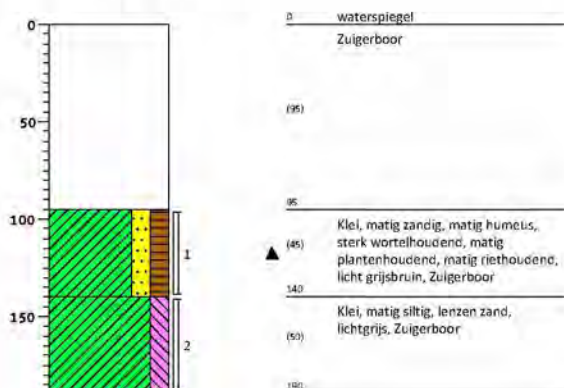 0
50
100
150
1
2
0 waterspiegel
Zuigerboor
(95)
95
Klei, matig zandig, matig humeus,
(45) sterk wortelhoudend, matig
plantenhoudend, matig riethoudend,
licht grijsbruin, Zuigerboor
140
Klei, matig siltig, lenzen zand,
(50) lichtgrijs, Zuigerboor
190